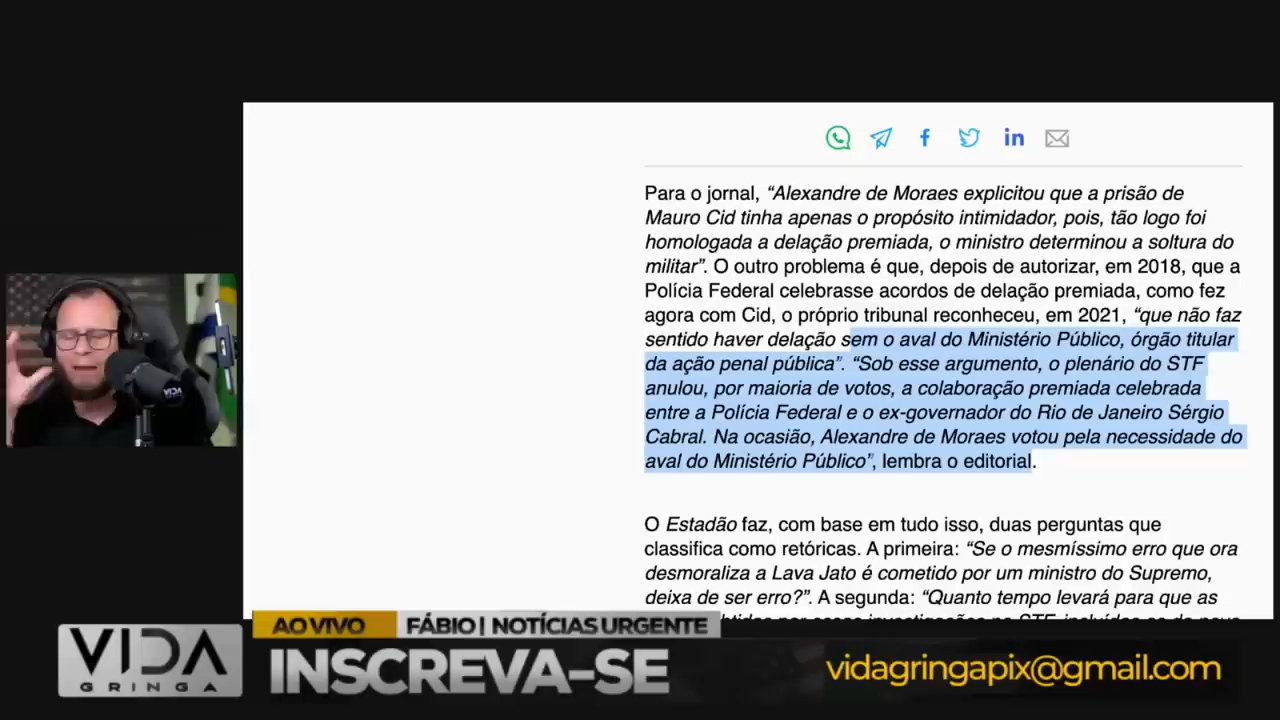 Para o jornal, “Alexandre de Moraes explicitou que a prisão de
Mauro Cid tinha apenas o propósito intimidador, pois, tão logo foi
homologada a delação premiada, o ministro determinou a soltura do
militar”. O outro problema é que, depois de autorizar, em 2018, que a
Polícia Federal celebrasse acordos de delação premiada, como fez
agora com Cid, o próprio tribunal reconheceu, em 2021, “que não faz
sentido haver delação sem o aval do Ministério Público, órgão titular
da ação penal pública”. “Sob esse argumento, o plenário do STF
anulou, por maioria de votos, a colaboração premiada celebrada
entre a Polícia Federal e o ex-governador do Rio de Janeiro Sérgio
Cabral. Na ocasião, Alexandre de Moraes votou pela necessidade do
aval do Ministério Público”, lembra o editorial.
O Estadão faz, com base em tudo isso, duas perguntas que
classifica como retóricas. A primeira: “Se o mesmíssimo erro que ora
desmoraliza a Lava Jato é cometido por um ministro do Supremo,
deixa de ser erro?”. A segunda: “Quanto tempo levará para que as
AO VIVO FÁBIO | NOTÍCIAS URGENTE
VIDA
GRINGA
INSCREVA-SE
vidagringapix@gmail.com
VIDA